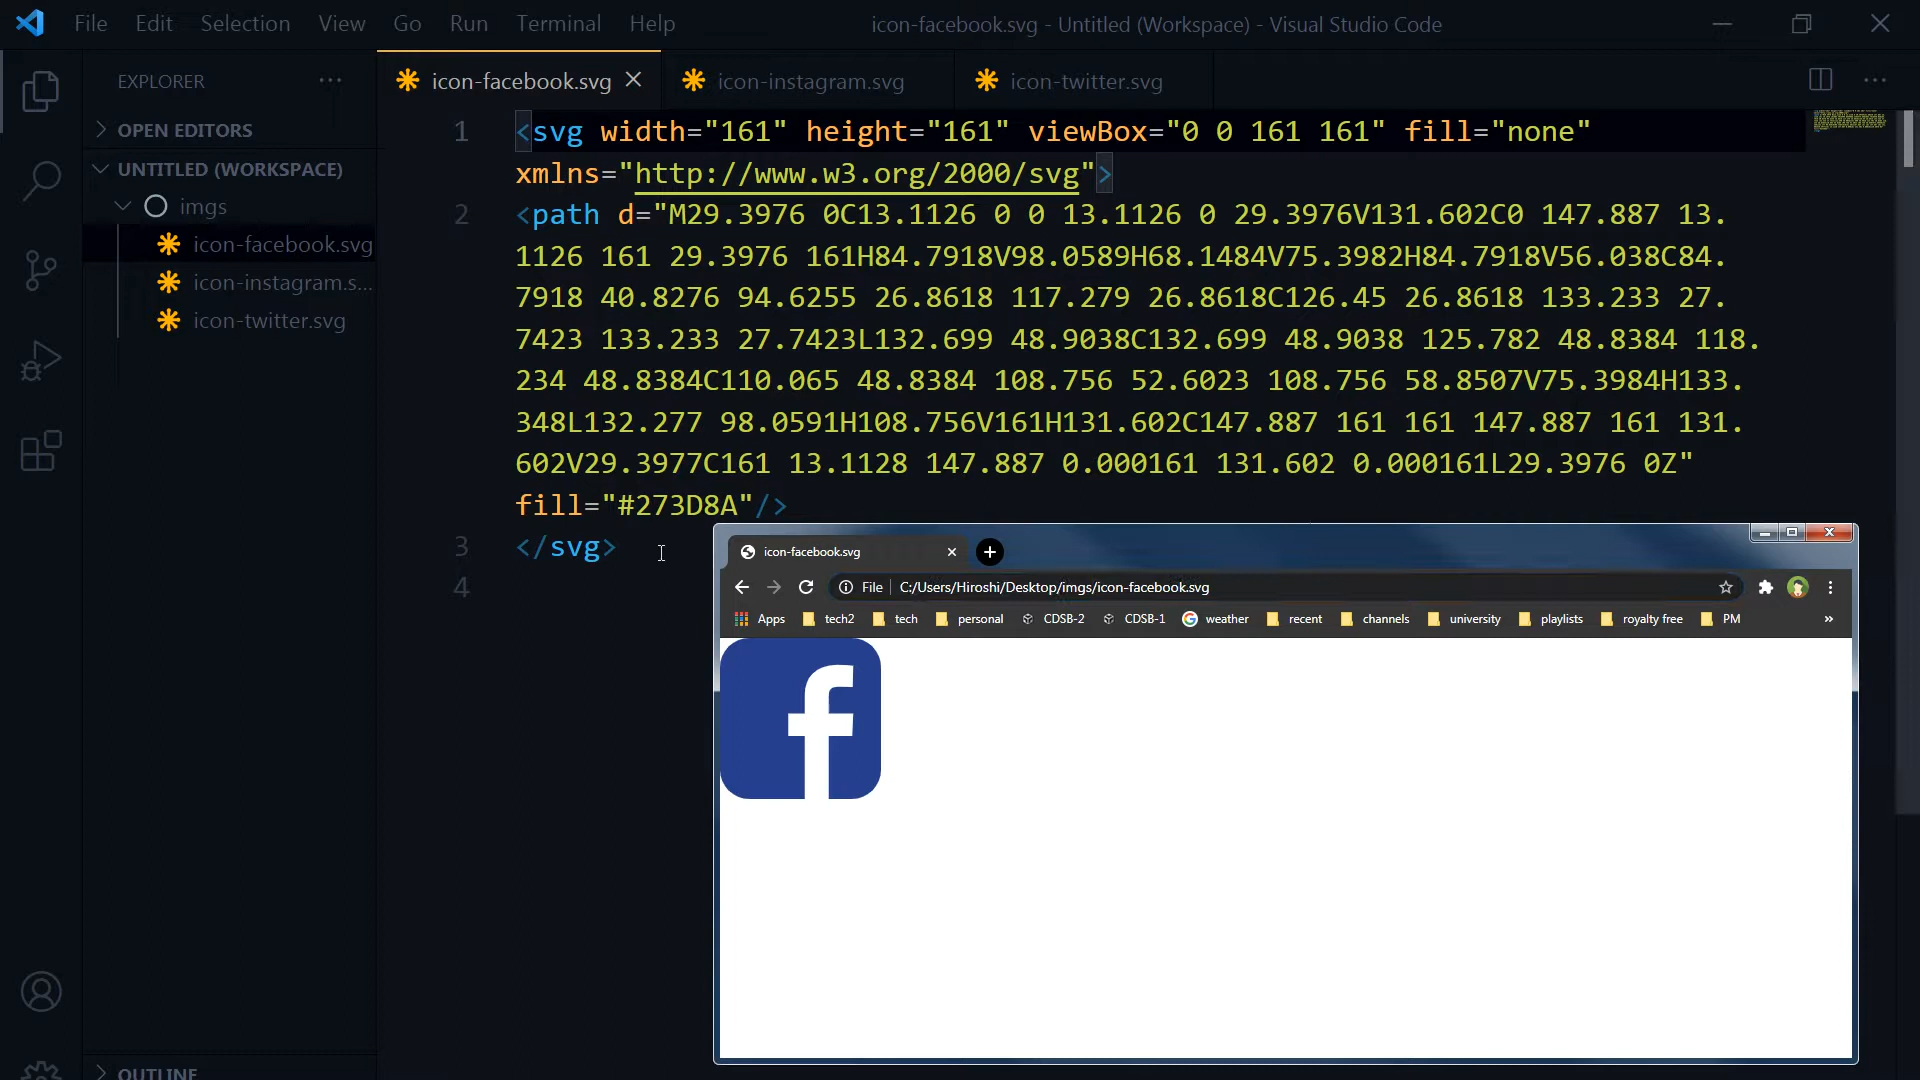 File Edit Selection View Go Run Terminal Help
icon-facebook.svg - Untitled (Workspace) - Visual Studio Code
EXPLORER
OPEN EDITORS
UNTITLED (WORKSPACE)
imgs
icon-facebook.svg
icon-instagram.s...
icon-twitter.svg
OUTLINE
icon-facebook.svg icon-instagram.svg icon-twitter.svg
1 <svg width="161" height="161" viewBox="0 0 161 161" fill="none"
xmlns="http://www.w3.org/2000/svg">
2 <path d="M29.3976 0C13.1126 0 0 13.1126 0 29.3976V131.602C0 147.887 13.
1126 161 29.3976 161H84.7918V98.0589H68.1484V75.3982H84.7918V56.038C84.
7918 40.8276 94.6255 26.8618 117.279 26.8618C126.45 26.8618 133.233 27.
7423 133.233 27.7423L132.699 48.9038C132.699 48.9038 125.782 48.8384 118.
234 48.8384C110.065 48.8384 108.756 52.6023 108.756 58.8507V75.3984H133.
348L132.277 98.0591H108.756V161H131.602C147.887 161 161 147.887 161 131.
602V29.3977C161 13.1128 147.887 0.000161 131.602 0.000161L29.3976 0Z"
fill="#273D8A"/>
3 </svg>
4
icon-facebook.svg
File C:/Users/Hiroshi/Desktop/imgs/icon-facebook.svg
Apps tech2 tech personal CDSB-2 CDSB-1 weather recent channels university playlists royalty free PM »
f